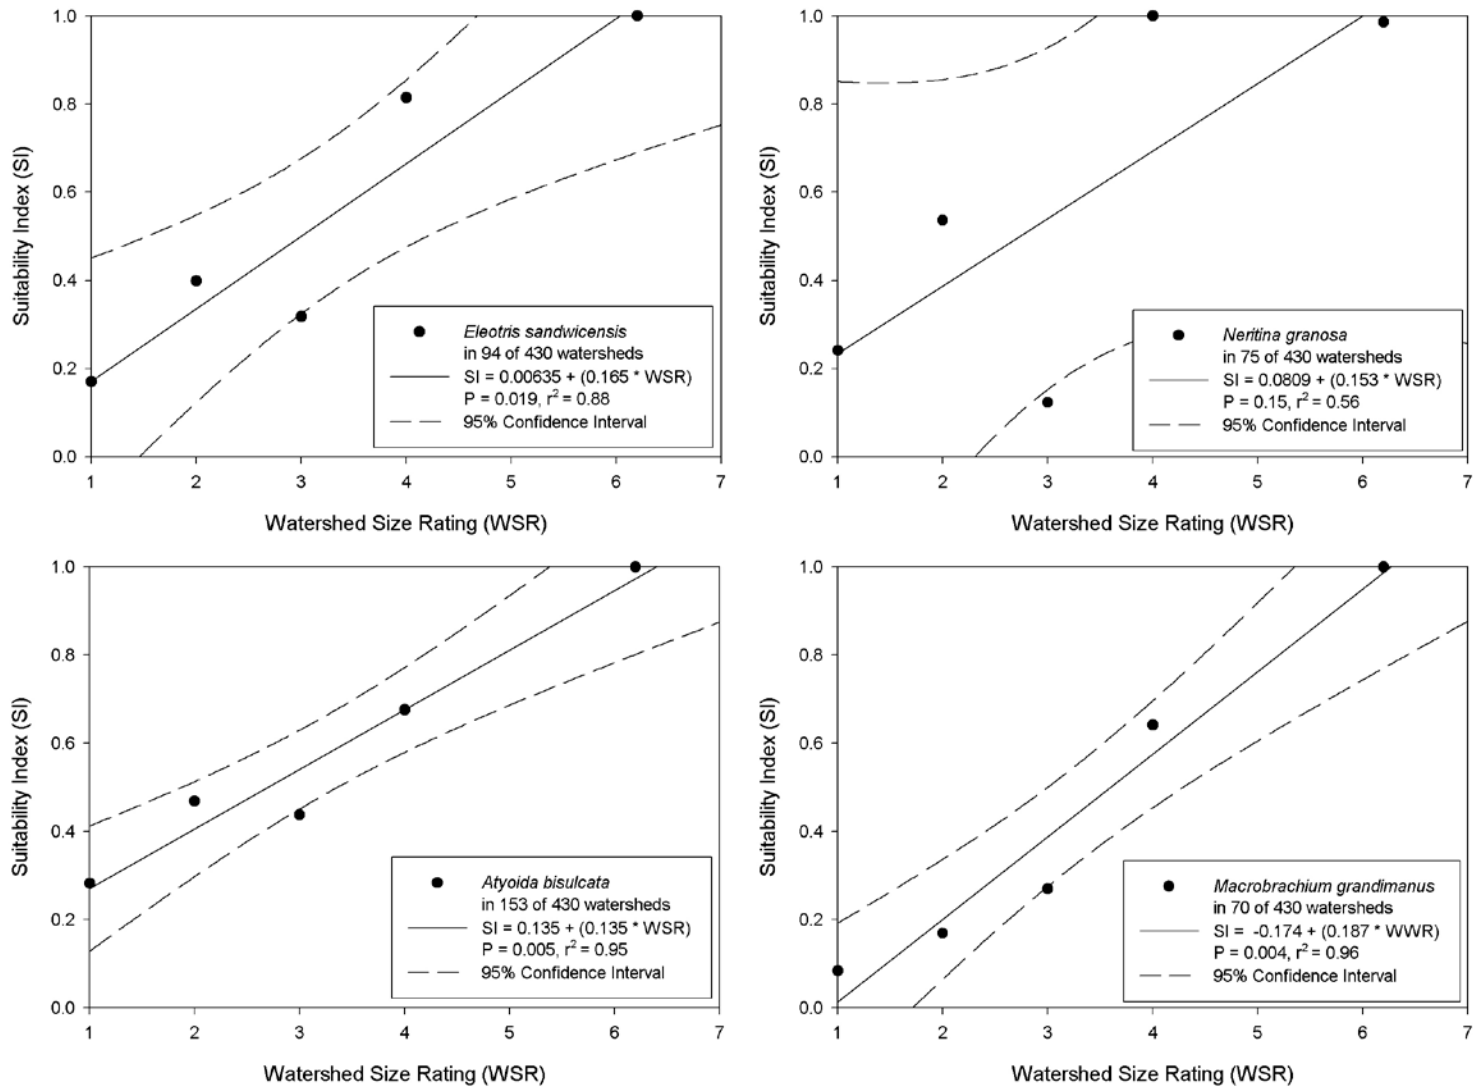 1.0
0.8
0.6
0.4
0.2
0.0
Suitability Index (SI)
Eleotris sandwicensis
in 94 of 430 watersheds
SI = 0.00635 + (0.165 * WSR)
P = 0.019, r² = 0.88
95% Confidence Interval
1 2 3 4 5 6 7
Watershed Size Rating (WSR)
1.0
0.8
0.6
0.4
0.2
0.0
Suitability Index (SI)
Neritina granosa
in 75 of 430 watersheds
SI = 0.0809 + (0.153 * WSR)
P = 0.15, r² = 0.56
95% Confidence Interval
1 2 3 4 5 6 7
Watershed Size Rating (WSR)
1.0
0.8
0.6
0.4
0.2
0.0
Suitability Index (SI)
Atyoida bisulcata
in 153 of 430 watersheds
SI = 0.135 + (0.135 * WSR)
P = 0.005, r² = 0.95
95% Confidence Interval
1 2 3 4 5 6 7
Watershed Size Rating (WSR)
1.0
0.8
0.6
0.4
0.2
0.0
Suitability Index (SI)
Macrobrachium grandimanus
in 70 of 430 watersheds
SI = -0.174 + (0.187 * WWR)
P = 0.004, r² = 0.96
95% Confidence Interval
1 2 3 4 5 6 7
Watershed Size Rating (WSR)